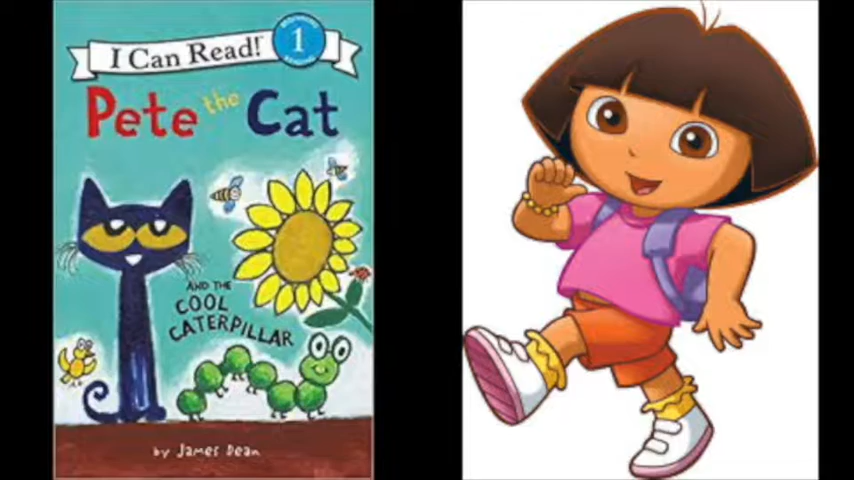 I Can Read!
1
Pete the Cat
AND THE
COOL
CATERPILLAR
by James Dean